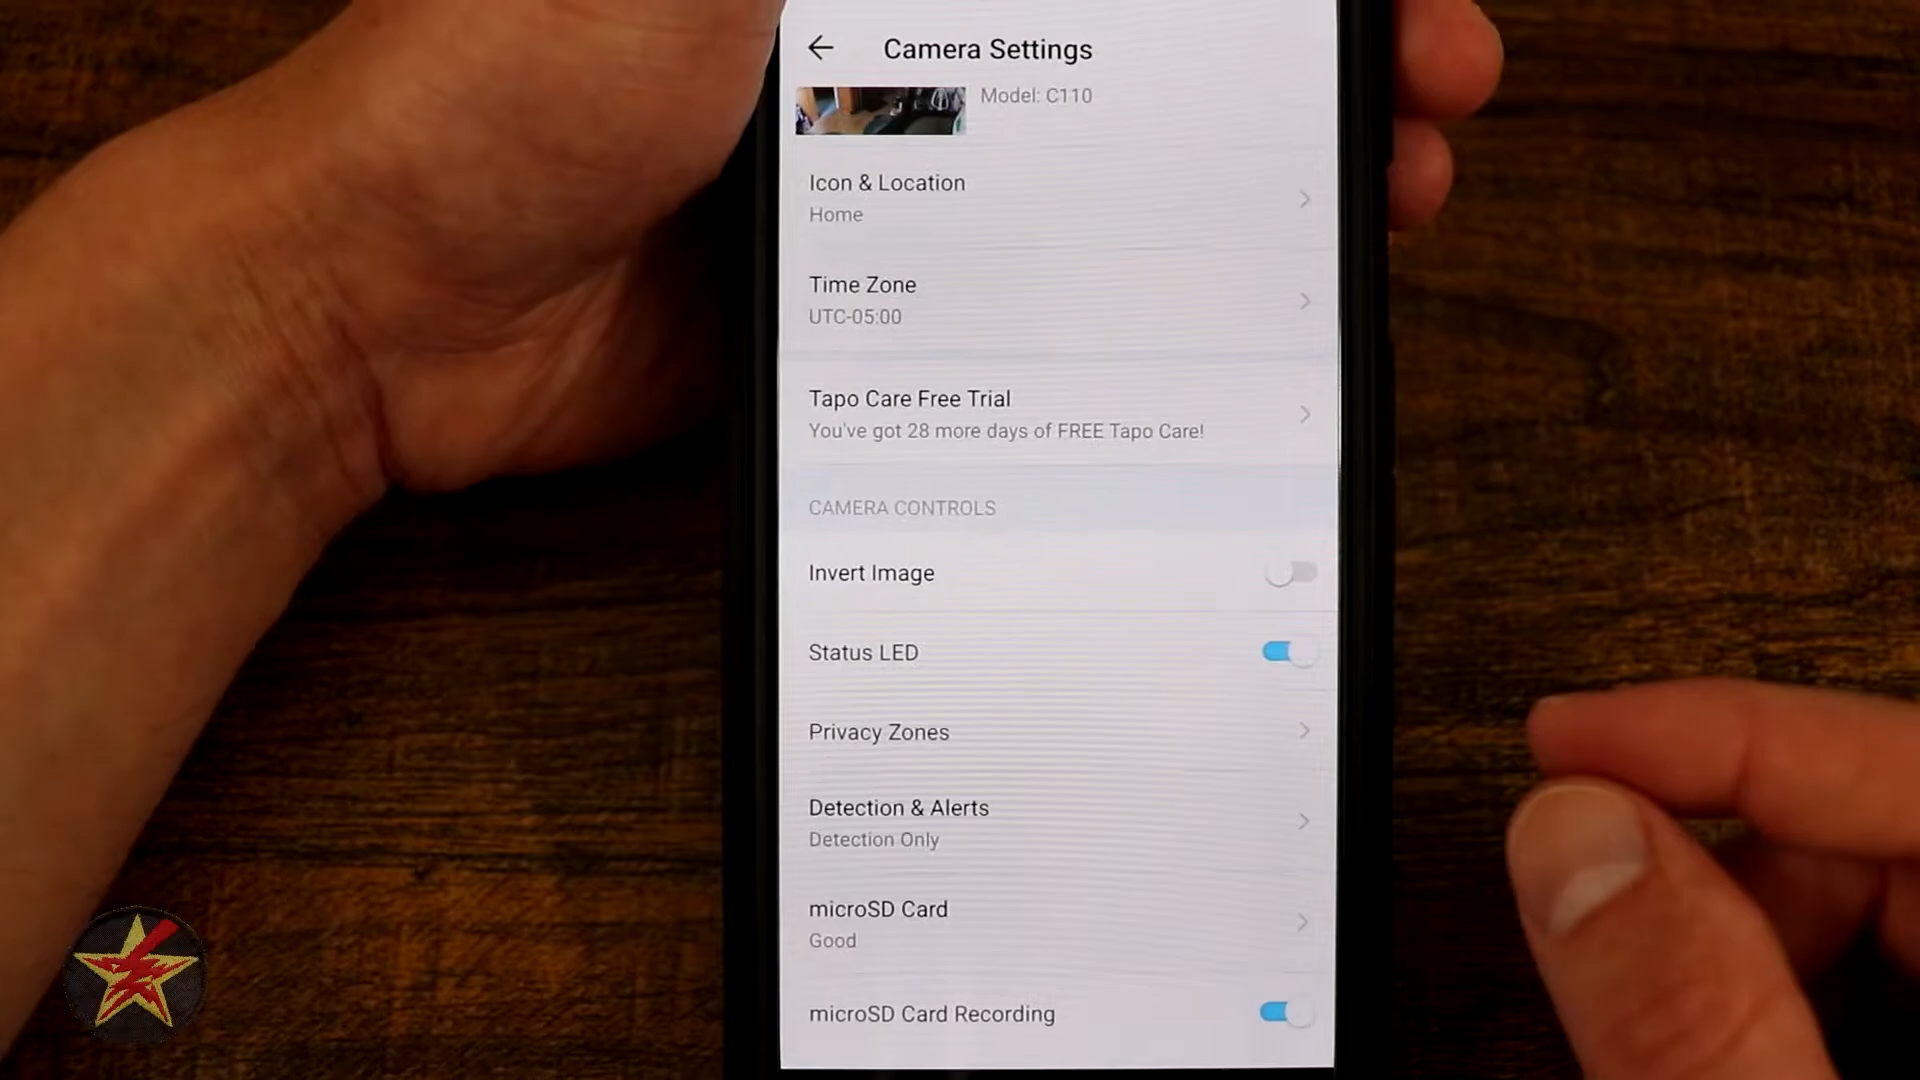 Camera Settings
Model: C110
Icon & Location
Home
Time Zone
UTC-05:00
Tapo Care Free Trial
You've got 28 more days of FREE Tapo Care!
CAMERA CONTROLS
Invert Image
Status LED
Privacy Zones
Detection & Alerts
Detection Only
microSD Card
Good
microSD Card Recording